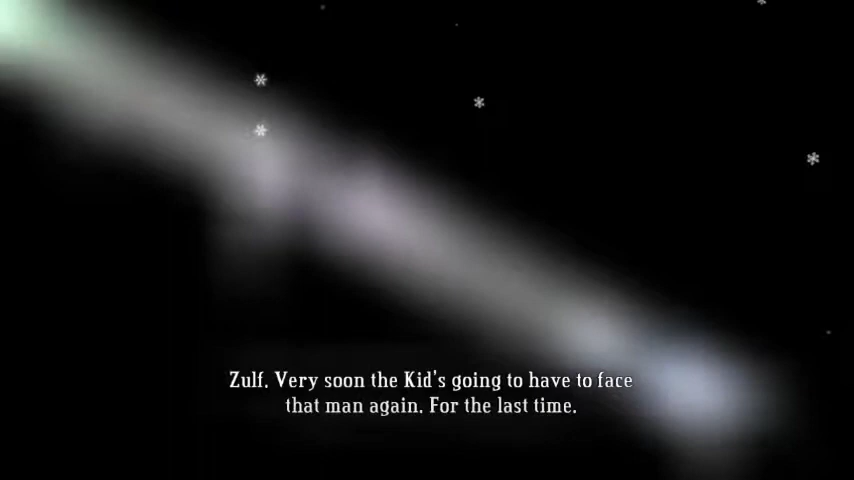 Zulf. Very soon the Kid's going to have to face
that man again. For the last time.